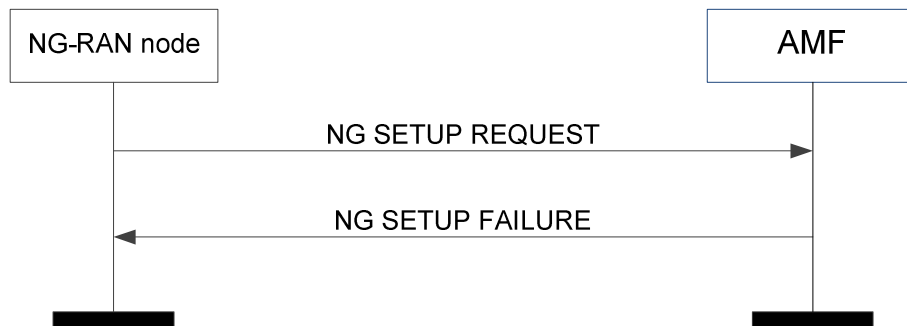 NG-RAN node
AMF
NG SETUP REQUEST
NG SETUP FAILURE